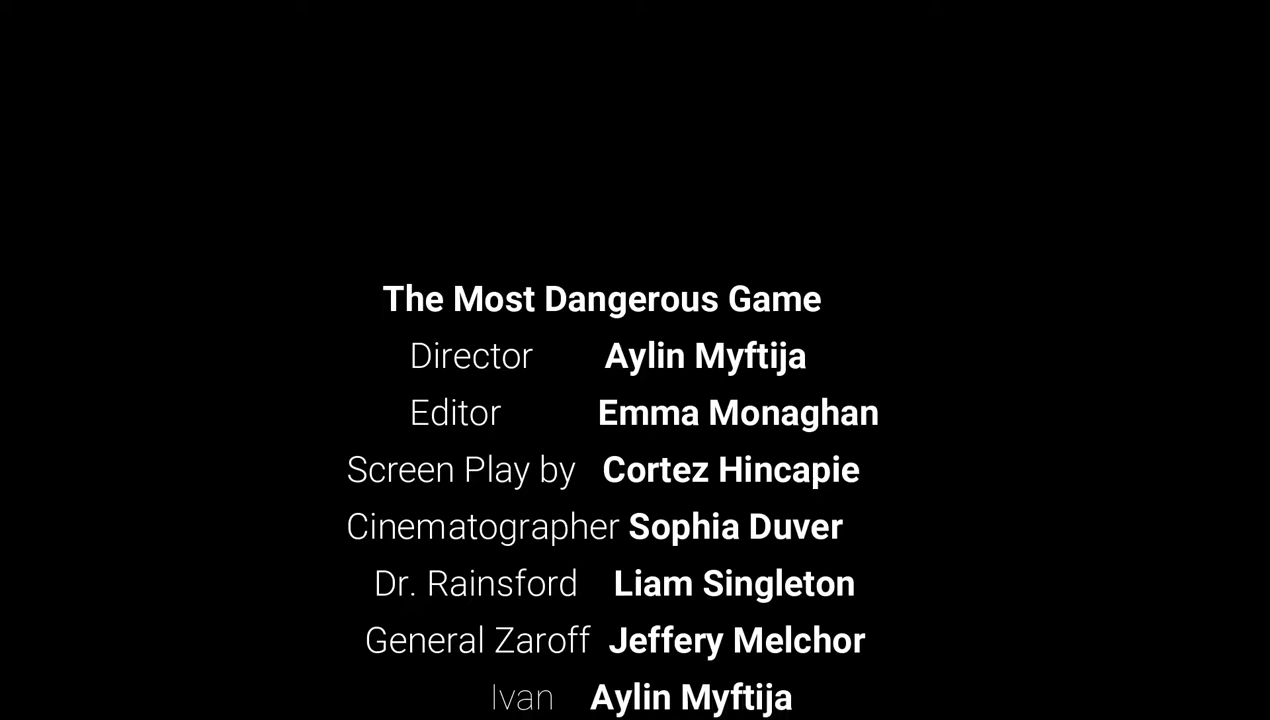 The Most Dangerous Game
Director Aylin Myftija
Editor Emma Monaghan
Screen Play by Cortez Hincapie
Cinematographer Sophia Duver
Dr. Rainsford Liam Singleton
General Zaroff Jeffery Melchor
Ivan Aylin Myftija